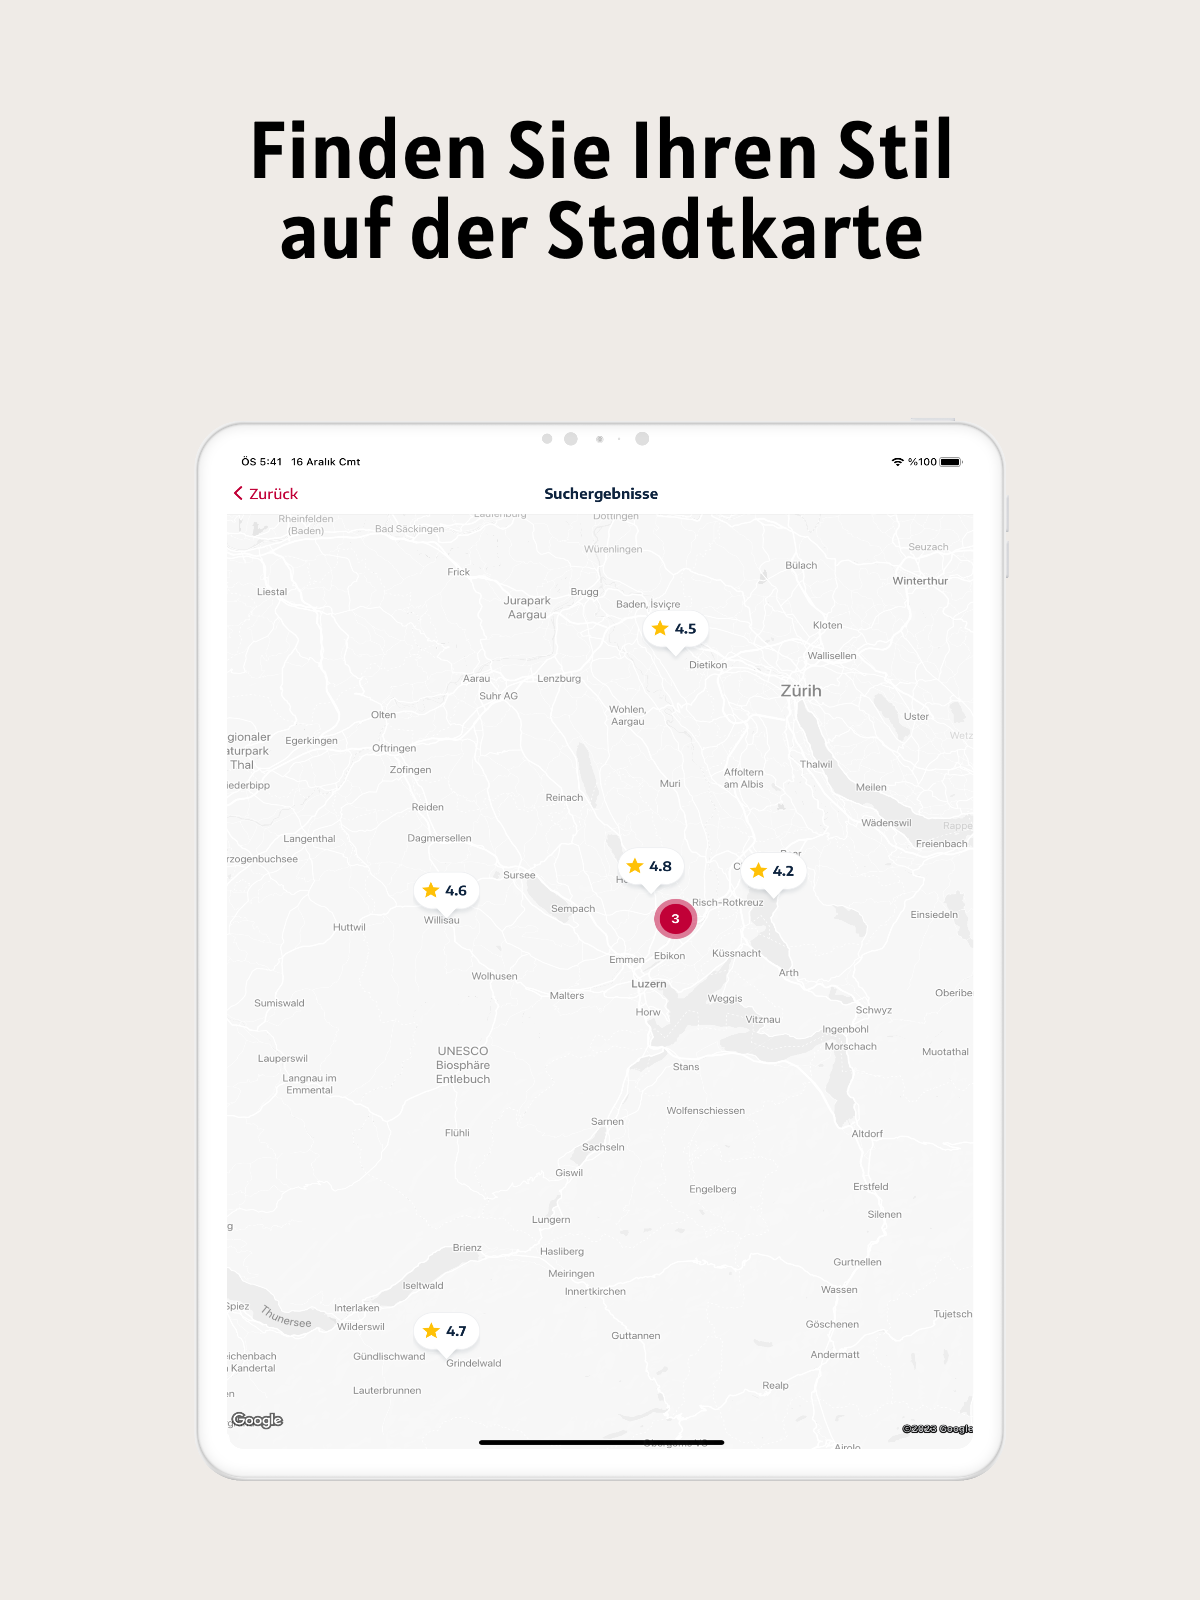 Finden Sie Ihren Stil
auf der Stadtkarte
ÖS 5:41 16 Aralık Cmt
%100
Zurück
Suchergebnisse
Rheinfelden
(Baden)
Bad Säckingen
Laufenburg
Döttingen
Würenlingen
Seuzach
Frick
Bülach
Winterthur
Liestal
Brugg
Jurapark
Aargau
Baden, İsviçre
4.5
Kloten
Dietikon
Wallisellen
Aarau
Lenzburg
Zürih
Suhr AG
Olten
Wohlen,
Aargau
Uster
Wetz
gionaler
aturpark
Thal
Egerkingen
Oftringen
Zofingen
Thalwil
Affoltern
am Albis
iederbipp
Muri
Meilen
Reinach
Reiden
Wädenswil
Rappe
Langenthal
Dagmersellen
Freienbach
rzogenbuchsee
4.8
4.2
Sursee
4.6
Risch-Rotkreuz
Sempach
3
Willisau
Einsiedeln
Huttwil
Emmen
Ebikon
Küssnacht
Wolhusen
Arth
Luzern
Malters
Weggis
Oberibe
Sumiswald
Horw
Vitznau
Schwyz
Ingenbohl
Morschach
Muotathal
UNESCO
Biosphäre
Entlebuch
Lauperswil
Stans
Langnau im
Emmental
Wolfenschiessen
Sarnen
Flühli
Altdorf
Sachseln
Giswil
Engelberg
Erstfeld
Silenen
Lungern
g
Brienz
Hasliberg
Gurtnellen
Meiringen
Iseltwald
Innertkirchen
Wassen
Spiez
Thunersee
Interlaken
Tujetsch
Wilderswil
4.7
Göschenen
Guttannen
eichenbach
n Kandertal
Gündlischwand
Grindelwald
Andermatt
Lauterbrunnen
Realp
en
Google
©2023 Google
Obergoms VS
Airolo